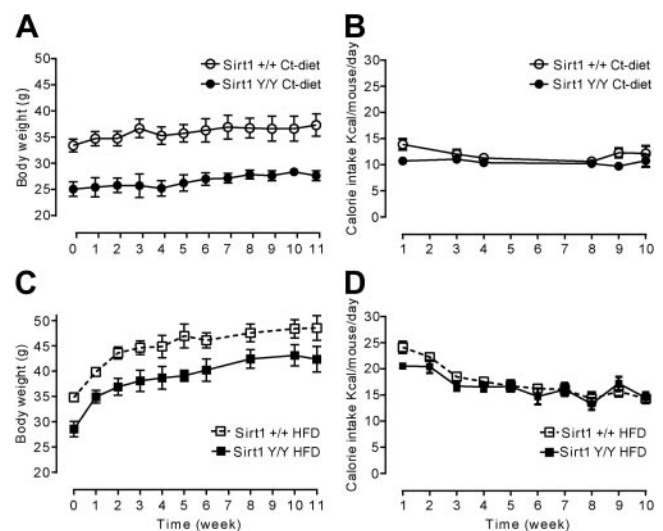 A
B
Sirt1 +/+ Ct-diet
Sirt1 Y/Y Ct-diet
Body weight (g)
50
45
40
35
30
25
20
0 1 2 3 4 5 6 7 8 9 10 11
Sirt1 +/+ Ct-diet
Sirt1 Y/Y Ct-diet
Calorie intake Kcal/mouse/day
30
25
20
15
10
5
0
1 2 3 4 5 6 7 8 9 10
C
D
Body weight (g)
50
45
40
35
30
25
20
Sirt1 +/+ HFD
Sirt1 Y/Y HFD
0 1 2 3 4 5 6 7 8 9 10 11
Time (week)
Calorie intake Kcal/mouse/day
30
25
20
15
10
5
0
Sirt1 +/+ HFD
Sirt1 Y/Y HFD
1 2 3 4 5 6 7 8 9 10
Time (week)